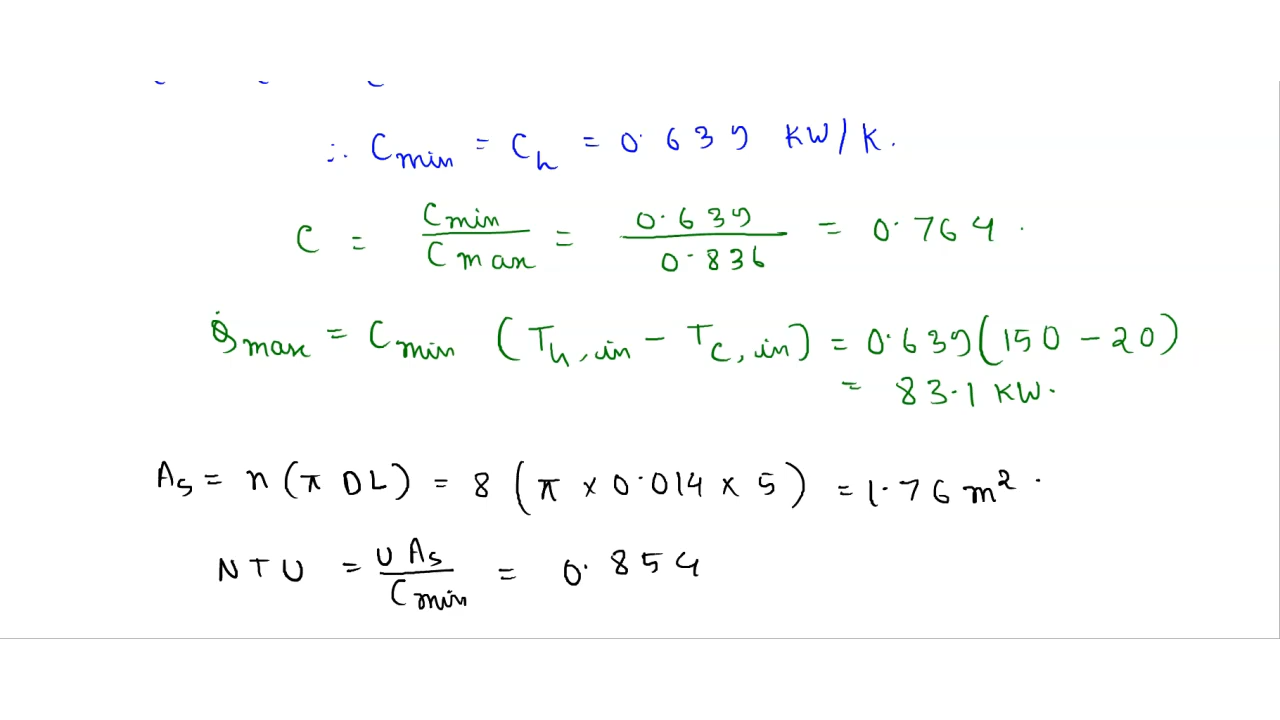 ∴ Cmin = Ch = 0.639 KW/K.
C = Cmin/Cmax = 0.639/0.836 = 0.764.
Q̇max = Cmin (Th,in - Tc,in) = 0.639(150 - 20)
= 83.1 KW.
As = n(π DL) = 8 (π × 0.014 × 5) = 1.76 m².
NTU = UAs/Cmin = 0.854